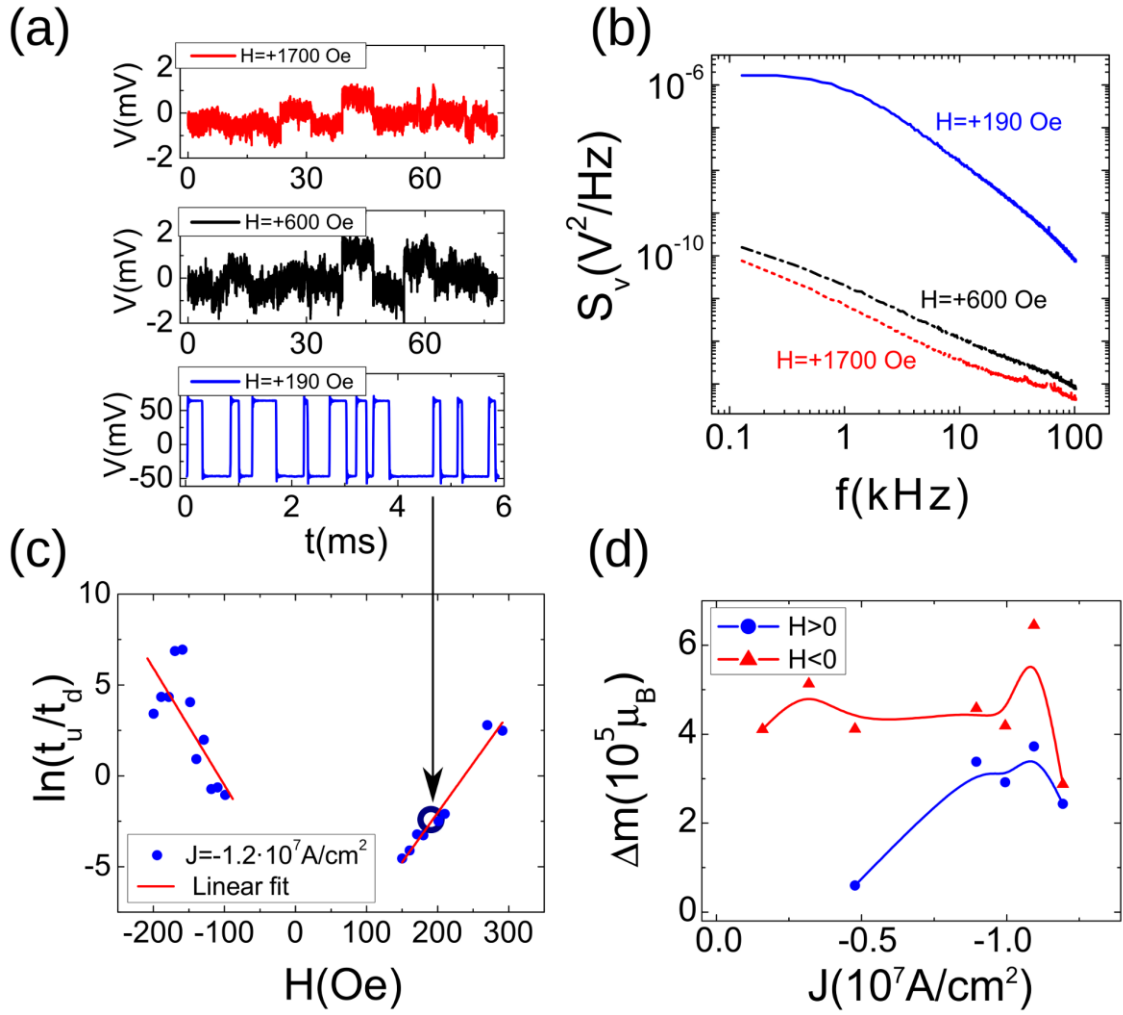 (a)
H=+1700 Oe
V(mV)
2
0
-2
0 30 60
H=+600 Oe
V(mV)
2
0
-2
0 30 60
H=+190 Oe
V(mV)
50
0
-50
0 2 4 6
t(ms)
(b)
S_v(V²/Hz)
10⁻⁶
10⁻¹⁰
H=+190 Oe
H=+600 Oe
H=+1700 Oe
0.1 1 10 100
f(kHz)
(c)
ln(t_u/t_d)
10
5
0
-5
J=-1.2·10⁷A/cm²
Linear fit
-200 -100 0 100 200 300
H(Oe)
(d)
Δm(10⁵μ_B)
6
4
2
0
H>0
H<0
0.0 -0.5 -1.0
J(10⁷A/cm²)